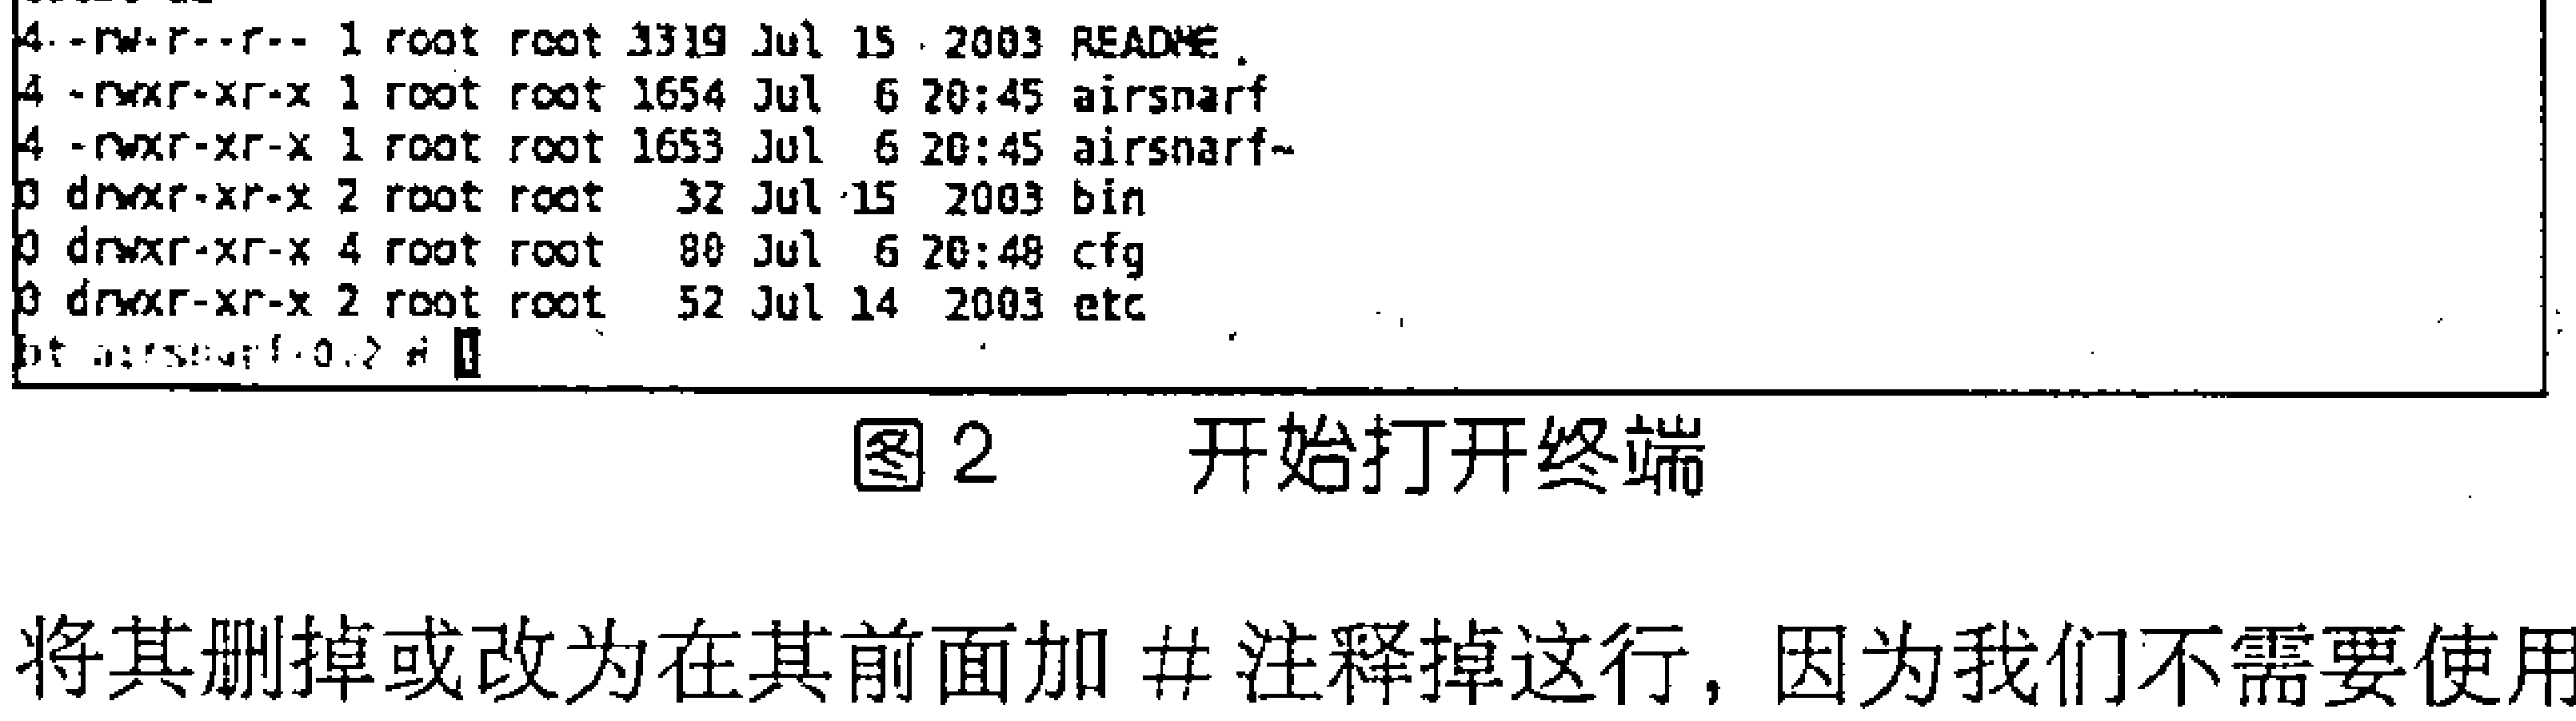 4 -rw-r--r-- 1 root root 3319 Jul 15  2003 README
4 -rwxr-xr-x 1 root root 1654 Jul  6 20:45 airsnarf
4 -rwxr-xr-x 1 root root 1653 Jul  6 20:45 airsnarf~
0 drwxr-xr-x 2 root root   32 Jul 15  2003 bin
0 drwxr-xr-x 4 root root   80 Jul  6 20:48 cfg
0 drwxr-xr-x 2 root root   52 Jul 14  2003 etc
bt airsnarf-0.2 #
图 2 开始打开终端
将其删掉或改为在其前面加 # 注释掉这行，因为我们不需要使用